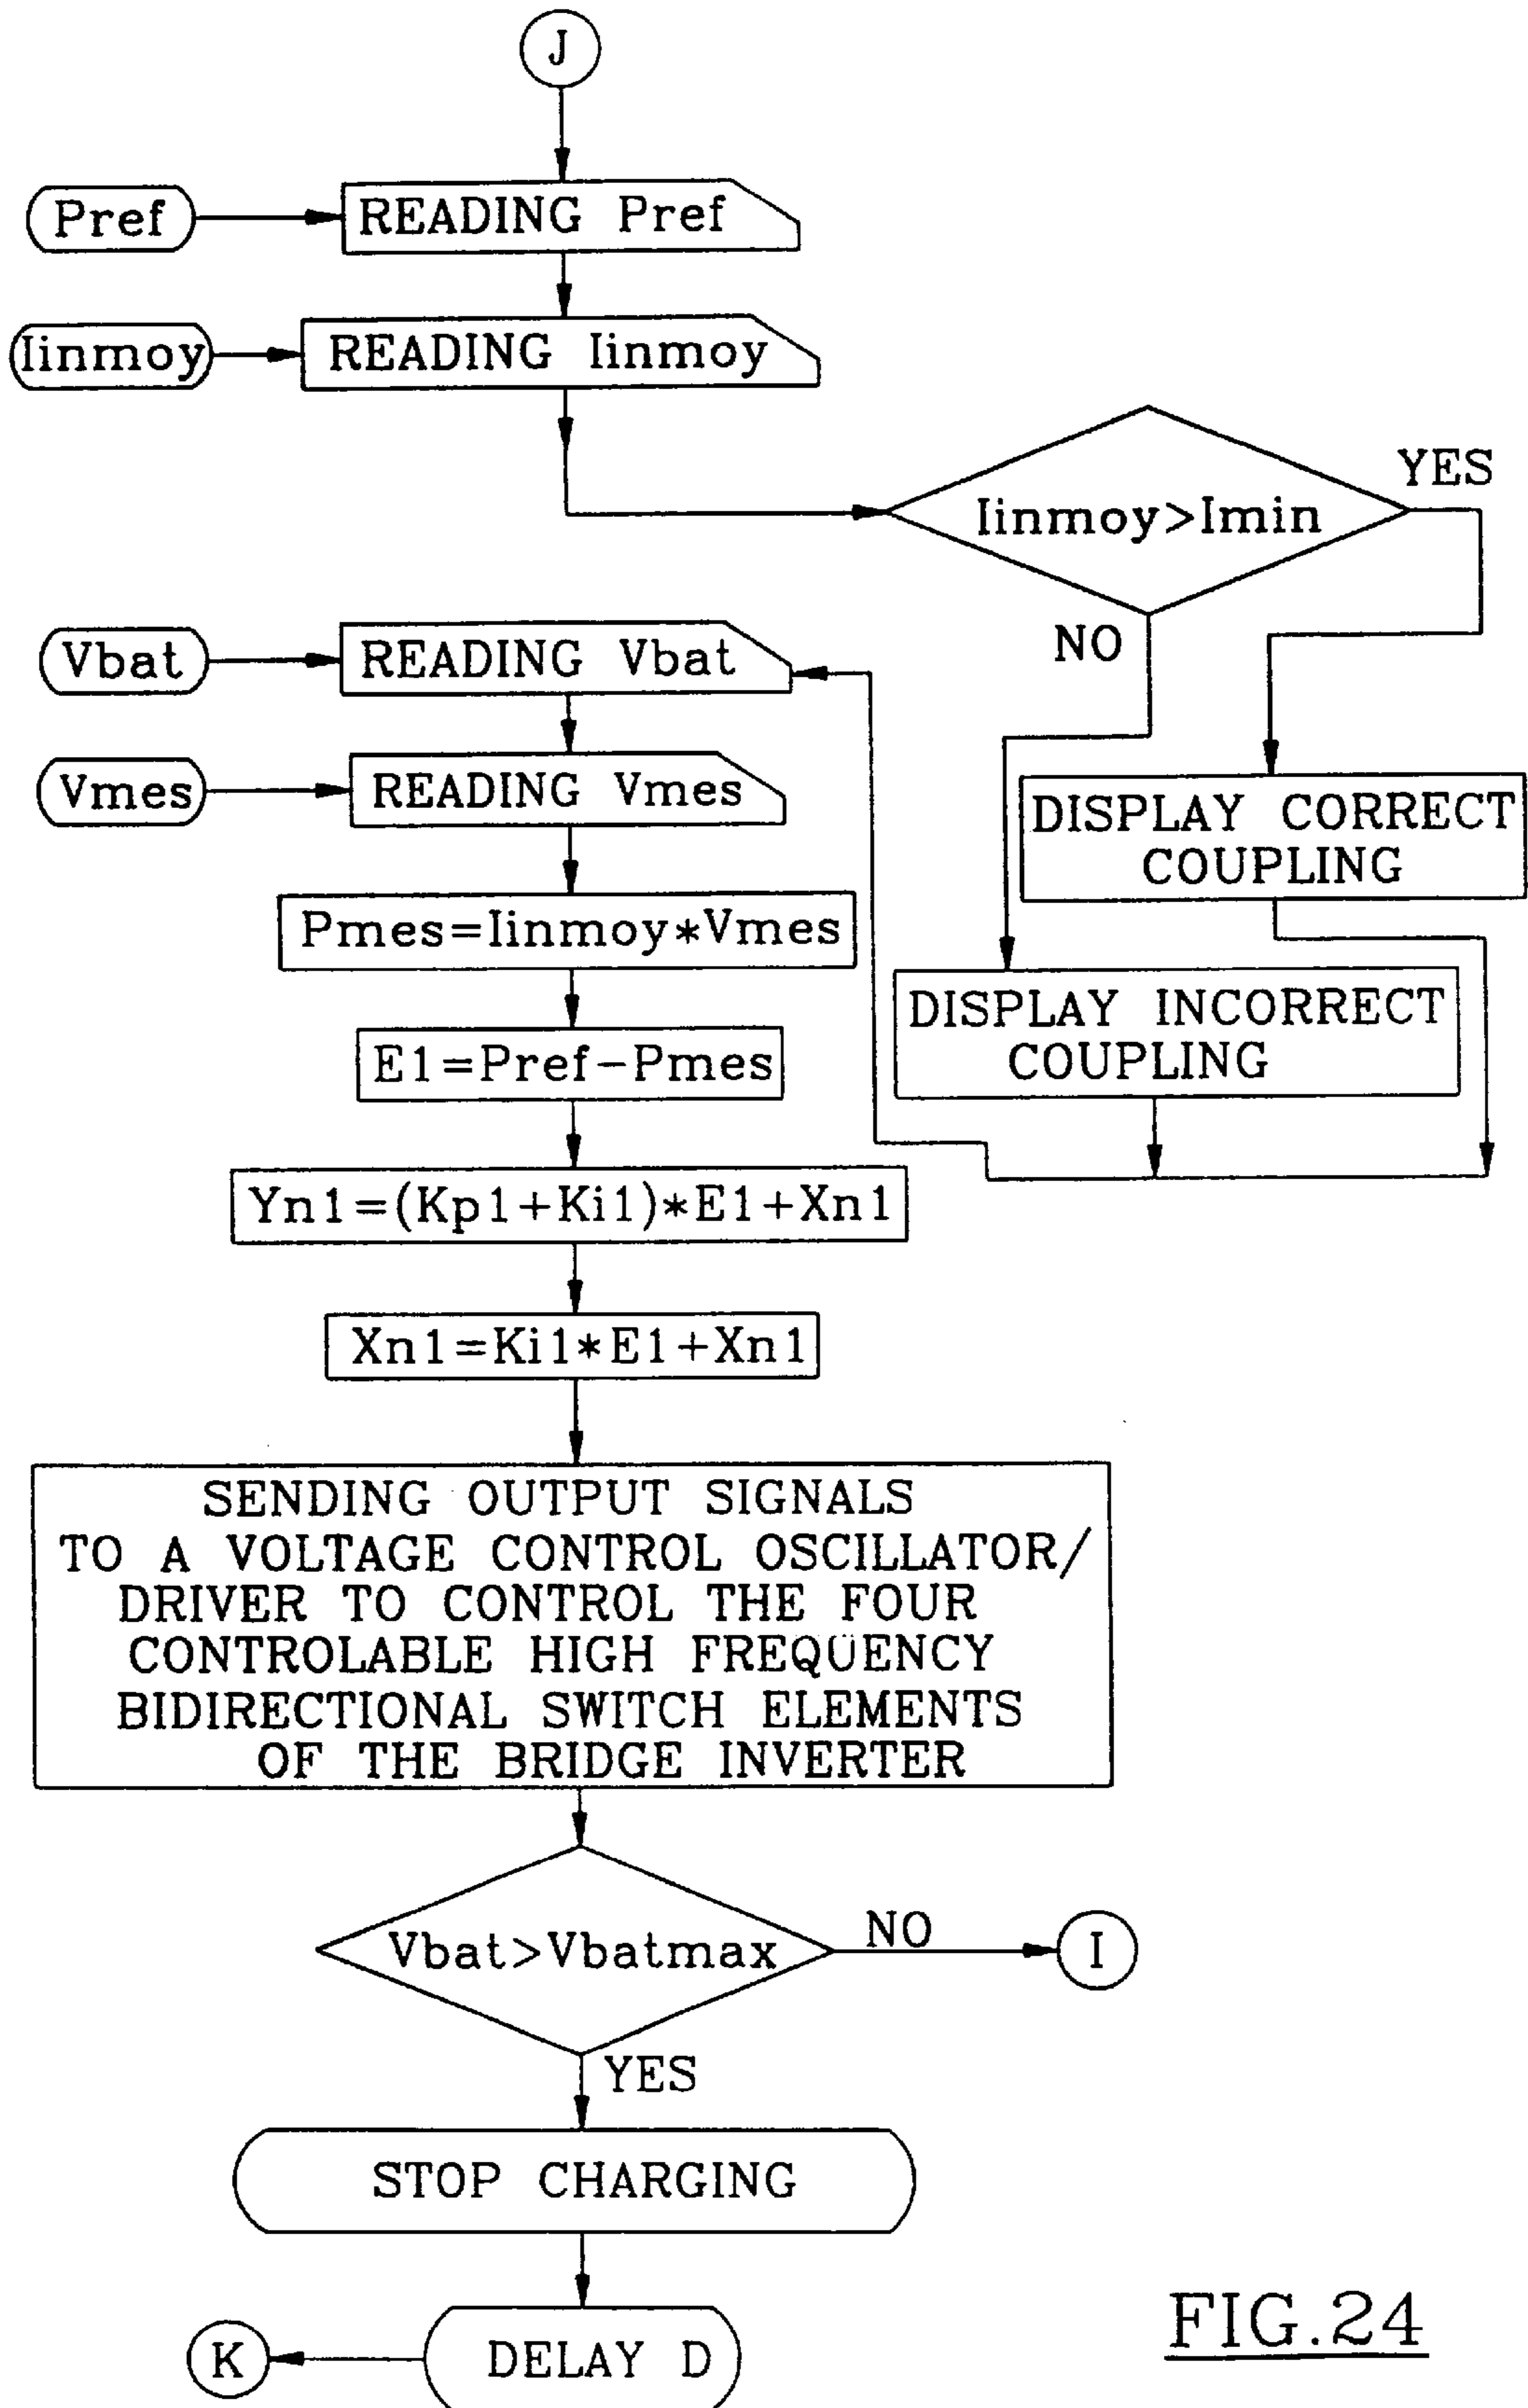 J
Pref
READING Pref
Iinmoy
READING Iinmoy
Iinmoy>Imin
YES
NO
Vbat
READING Vbat
Vmes
READING Vmes
DISPLAY CORRECT
COUPLING
Pmes=Iinmoy*Vmes
DISPLAY INCORRECT
COUPLING
E1=Pref-Pmes
Yn1=(Kp1+Ki1)*E1+Xn1
Xn1=Ki1*E1+Xn1
SENDING OUTPUT SIGNALS
TO A VOLTAGE CONTROL OSCILLATOR/
DRIVER TO CONTROL THE FOUR
CONTROLABLE HIGH FREQUENCY
BIDIRECTIONAL SWITCH ELEMENTS
OF THE BRIDGE INVERTER
Vbat>Vbatmax
NO
I
YES
STOP CHARGING
K
DELAY D
FIG.24